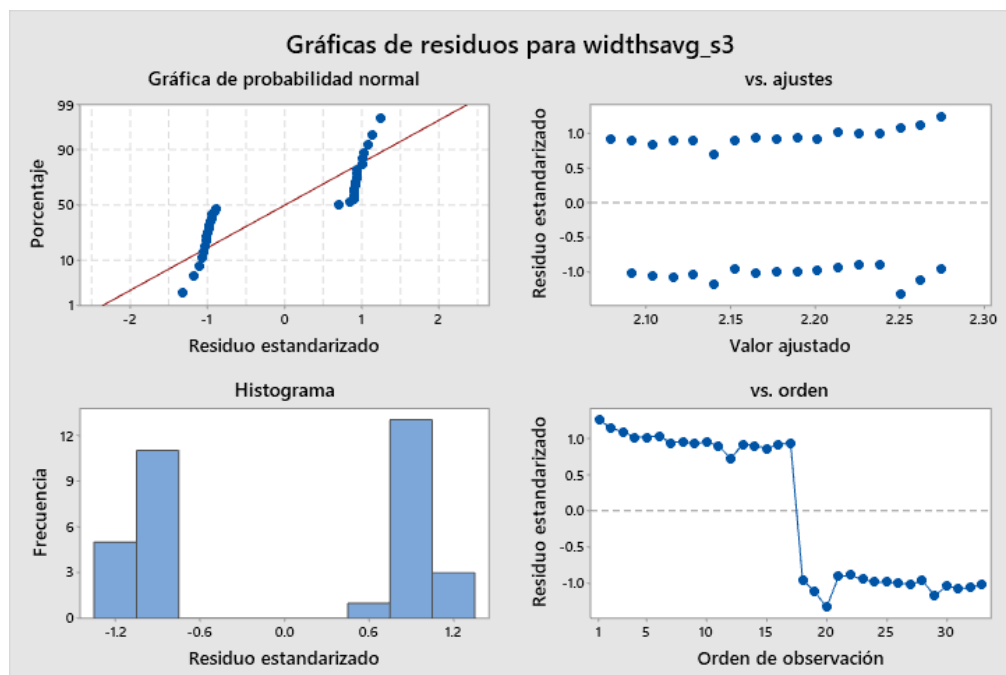 Gráficas de residuos para widthsavg_s3
Gráfica de probabilidad normal
99
90
50
10
1
Porcentaje
-2 -1 0 1 2
Residuo estandarizado
vs. ajustes
1.0
0.5
0.0
-0.5
-1.0
Residuo estandarizado
2.10 2.15 2.20 2.25 2.30
Valor ajustado
Histograma
12
9
6
3
0
Frecuencia
-1.2 -0.6 0.0 0.6 1.2
Residuo estandarizado
vs. orden
1.0
0.5
0.0
-0.5
-1.0
Residuo estandarizado
1 5 10 15 20 25 30
Orden de observación